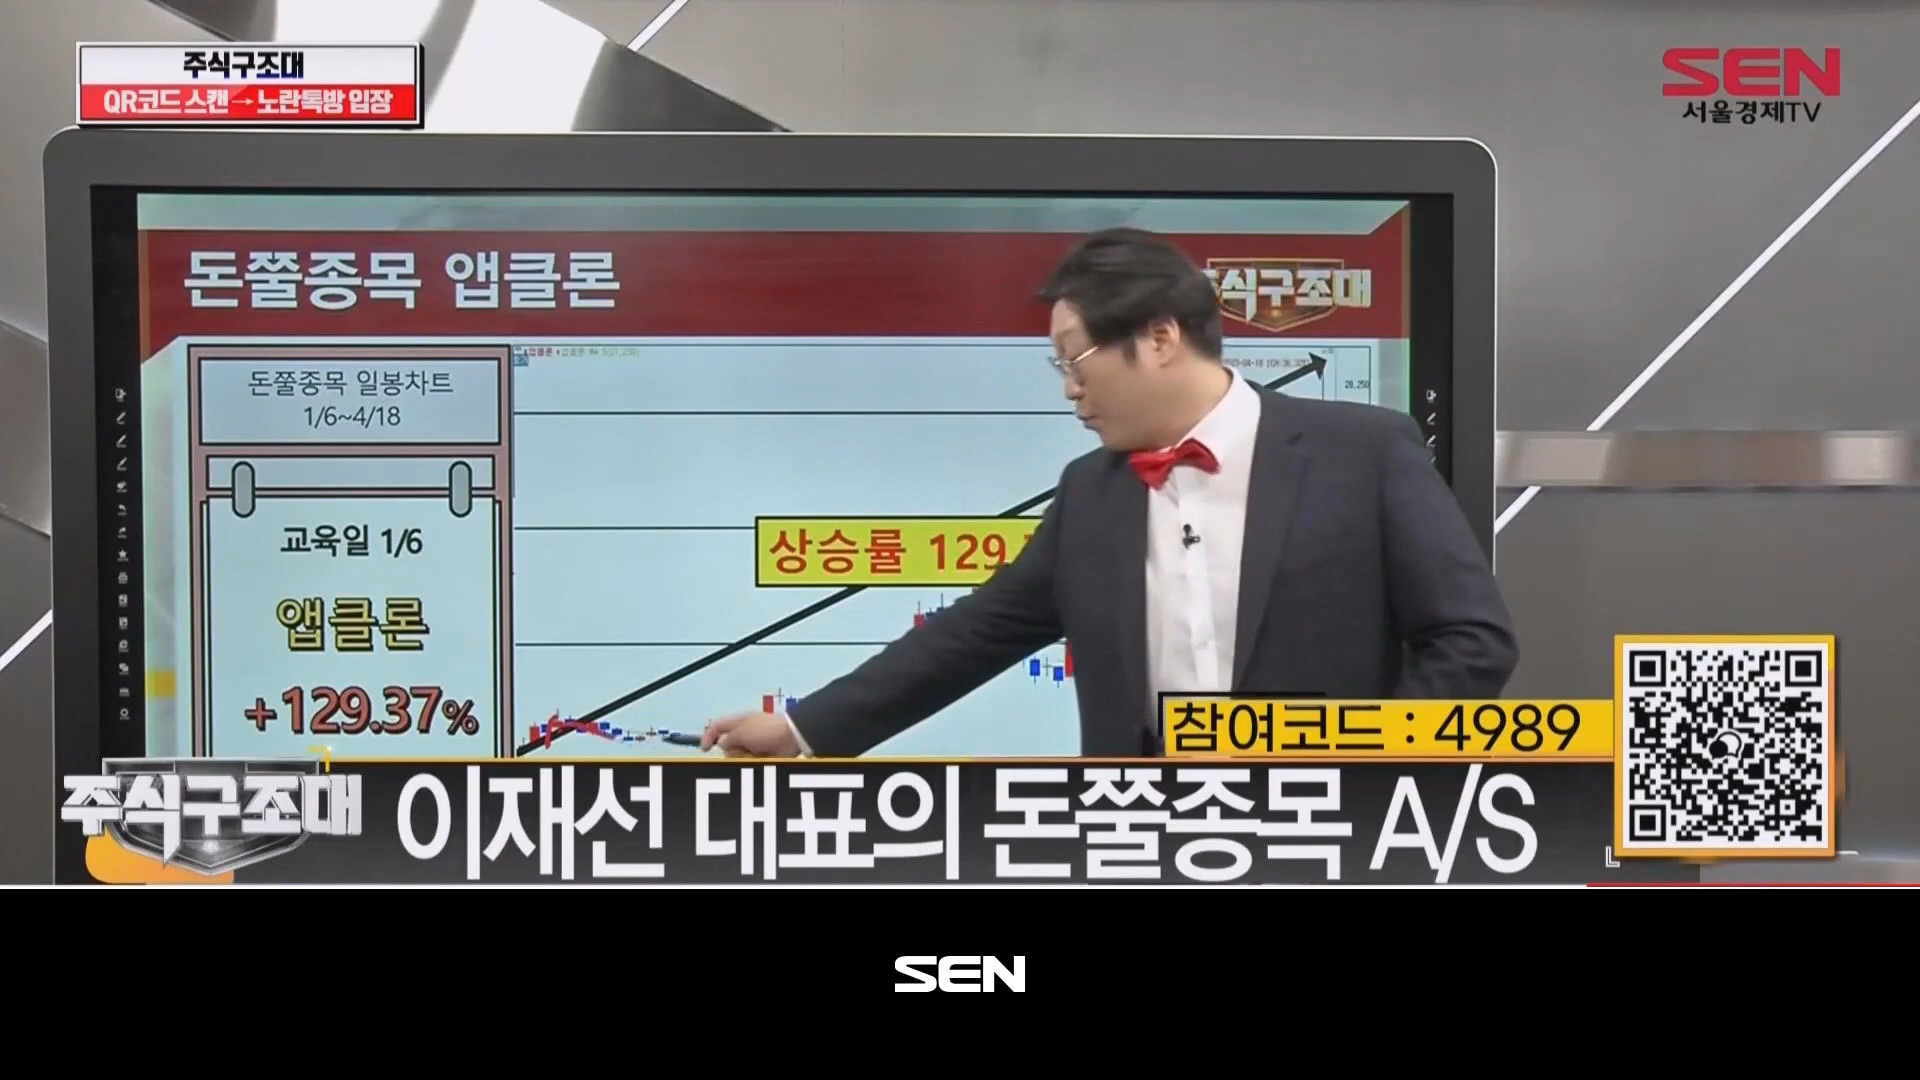 주식구조대
QR코드 스캔→노란톡방 입장
SEN
서울경제TV
돈쭐종목 앱클론
주식구조대
돈쭐종목 일봉차트
1/6~4/18
28,250
교육일 1/6
앱클론
+129.37%
상승률 129.
참여코드 : 4989
주식구조대
이재선 대표의 돈쭐종목 A/S
SEN